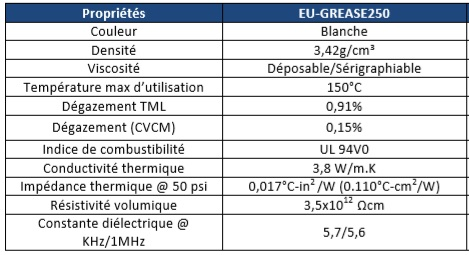 Propriétés EU-GREASE250
Couleur Blanche
Densité 3,42g/cm³
Viscosité Déposable/Sérigraphiable
Température max d’utilisation 150°C
Dégazement TML 0,91%
Dégazement (CVCM) 0,15%
Indice de combustibilité UL 94V0
Conductivité thermique 3,8 W/m.K
Impédance thermique @ 50 psi 0,017°C-in² /W (0.110°C-cm²/W)
Résistivité volumique 3,5x10¹² Ωcm
Constante diélectrique @
KHz/1MHz 5,7/5,6